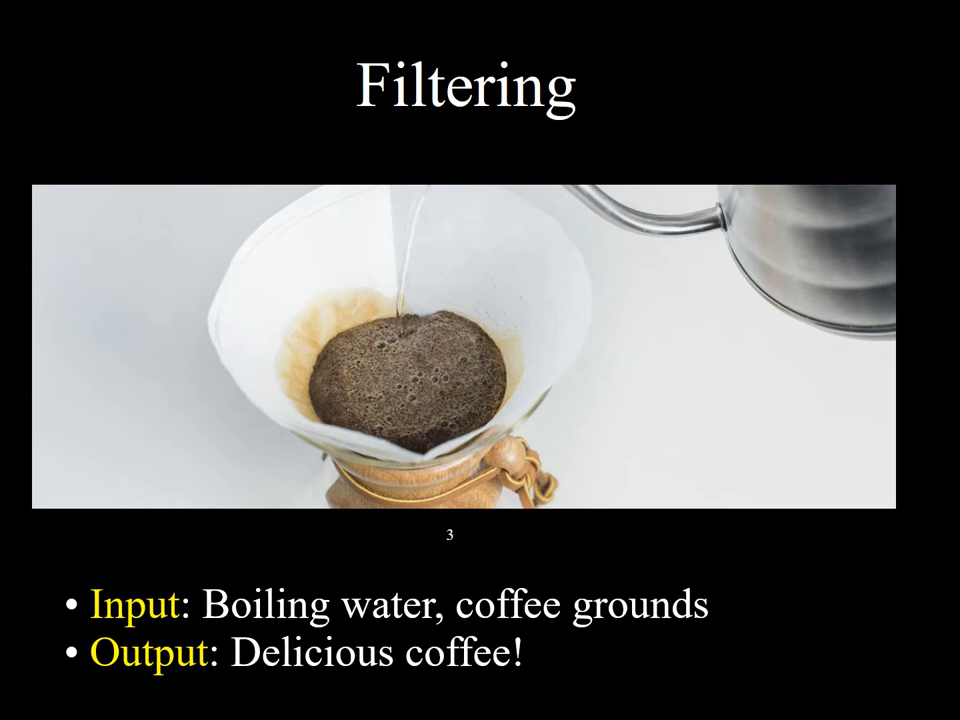 Filtering
3
• Input: Boiling water, coffee grounds
• Output: Delicious coffee!